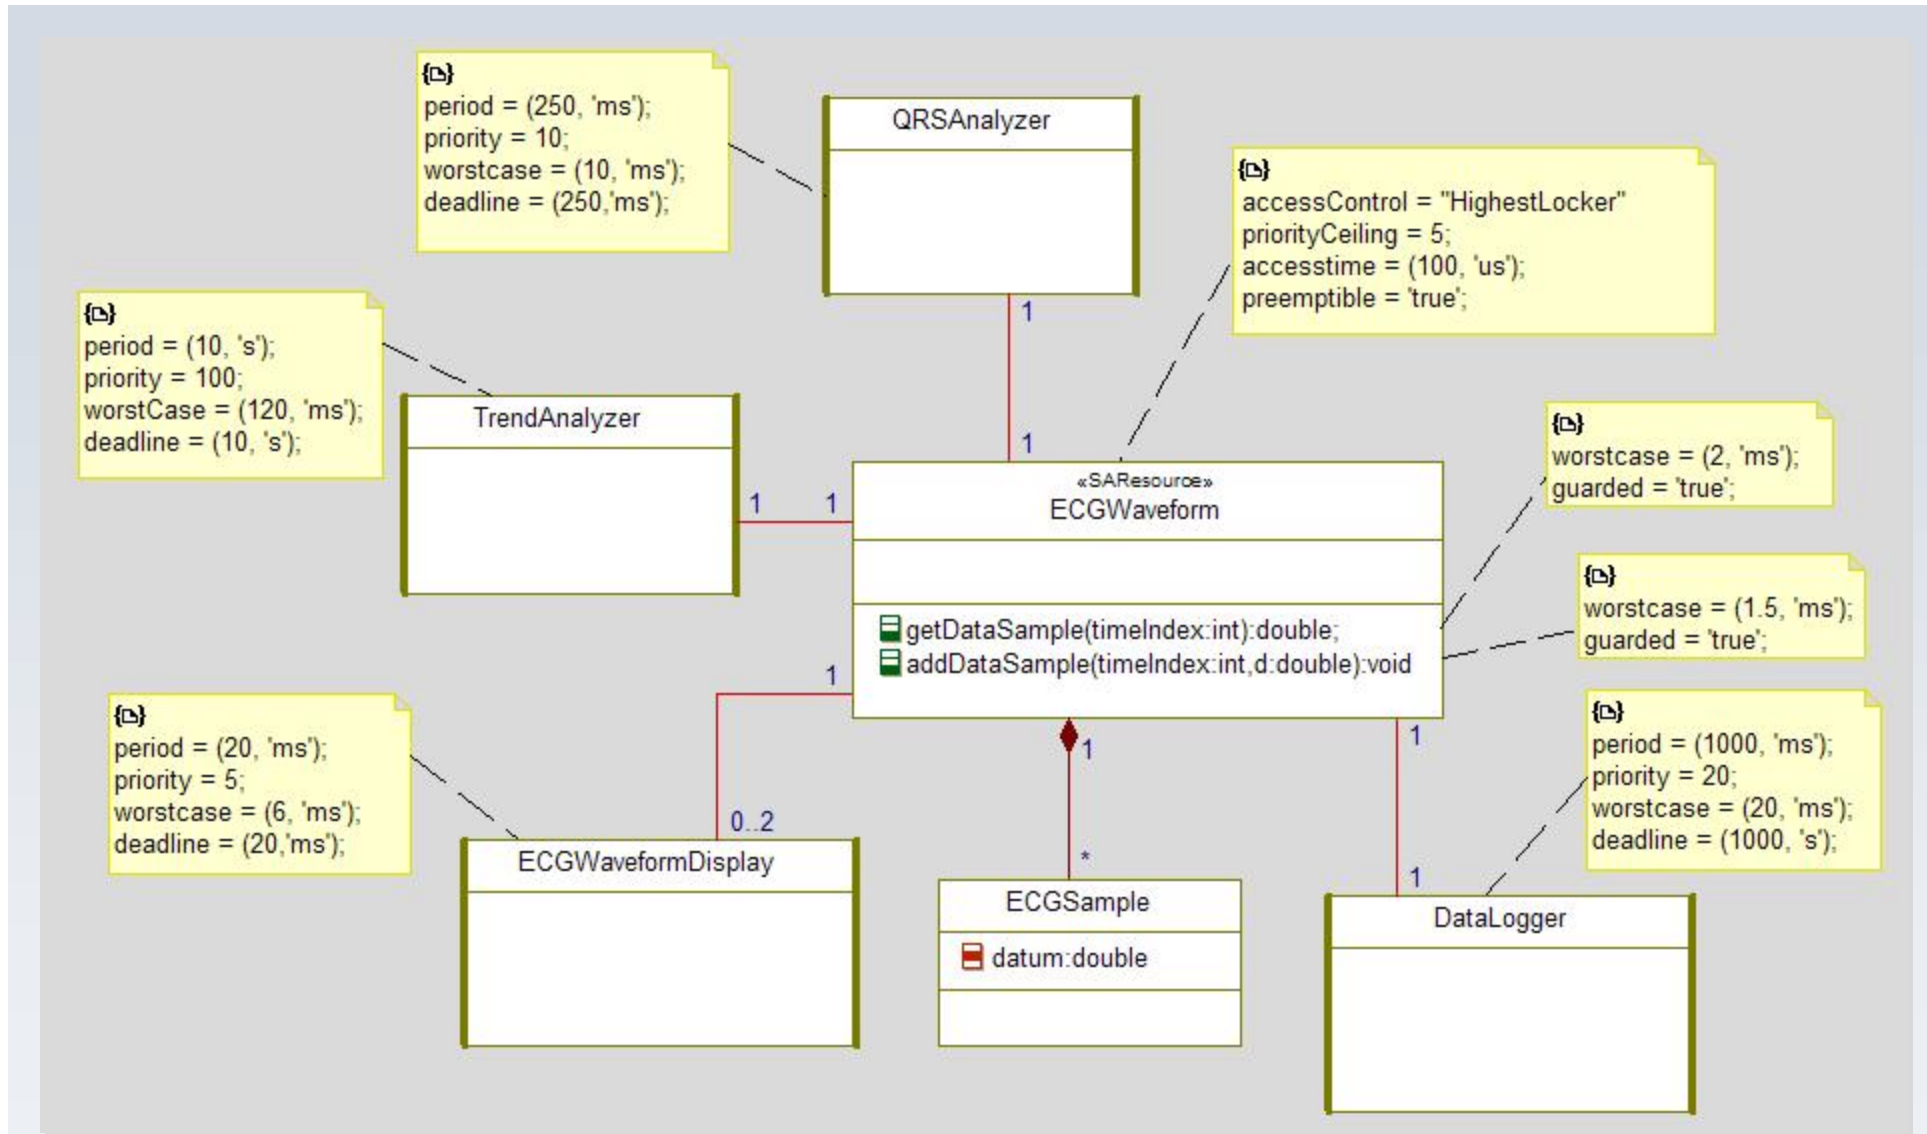 {}
period = (250, 'ms');
priority = 10;
worstcase = (10, 'ms');
deadline = (250,'ms');
QRSAnalyzer
{}
accessControl = "HighestLocker"
priorityCeiling = 5;
accesstime = (100, 'us');
preemptible = 'true';
1
1
{}
period = (10, 's');
priority = 100;
worstCase = (120, 'ms');
deadline = (10, 's');
TrendAnalyzer
1
1
«SAResource»
ECGWaveform
getDataSample(timeIndex:int):double;
addDataSample(timeIndex:int,d:double):void
{}
worstcase = (2, 'ms');
guarded = 'true';
{}
worstcase = (1.5, 'ms');
guarded = 'true';
{}
period = (20, 'ms');
priority = 5;
worstcase = (6, 'ms');
deadline = (20,'ms');
1
0..2
ECGWaveformDisplay
1
*
ECGSample
datum:double
{}
period = (1000, 'ms');
priority = 20;
worstcase = (20, 'ms');
deadline = (1000, 's');
1
1
DataLogger